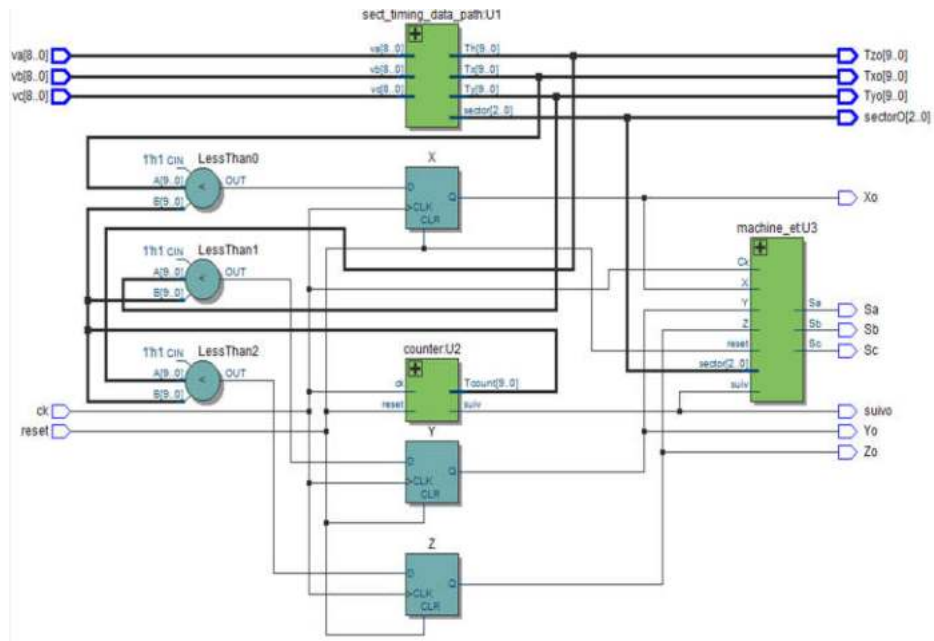 sect_timing_data_path:U1
va[8..0]
vb[8..0]
vc[8..0]
va[8..0]
vb[8..0]
vc[8..0]
Th[9..0]
Tx[9..0]
Ty[9..0]
sector[2..0]
Tzo[9..0]
Txo[9..0]
Tyo[9..0]
sectorO[2..0]
1'h1 CIN
LessThan0
A[9..0]
B[9..0]
OUT
<
X
D
CLK
CLR
Q
Xo
machine_et:U3
Ck
X
Y
Z
reset
sector[2..0]
suiv
Sa
Sb
Sc
Sa
Sb
Sc
1'h1 CIN
LessThan1
A[9..0]
B[9..0]
OUT
<
1'h1 CIN
LessThan2
A[9..0]
B[9..0]
OUT
<
counter:U2
ck
reset
Tcount[9..0]
suiv
ck
reset
suivo
Yo
Zo
Y
D
CLK
CLR
Q
Z
D
CLK
CLR
Q